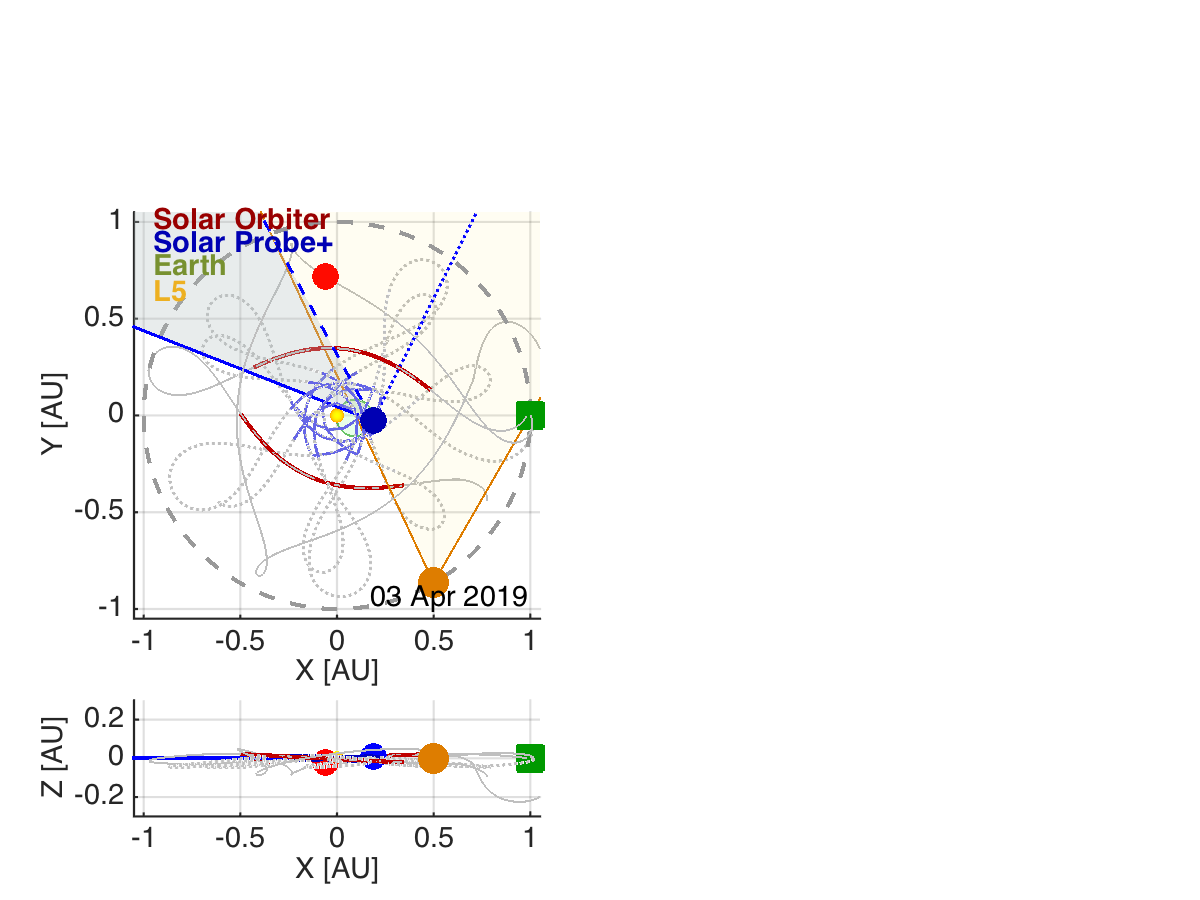 1
0.5
0
-0.5
-1
Y [AU]
Solar Orbiter
Solar Probe+
Earth
L5
03 Apr 2019
-1 -0.5 0 0.5 1
X [AU]
0.2
0
-0.2
Z [AU]
-1 -0.5 0 0.5 1
X [AU]